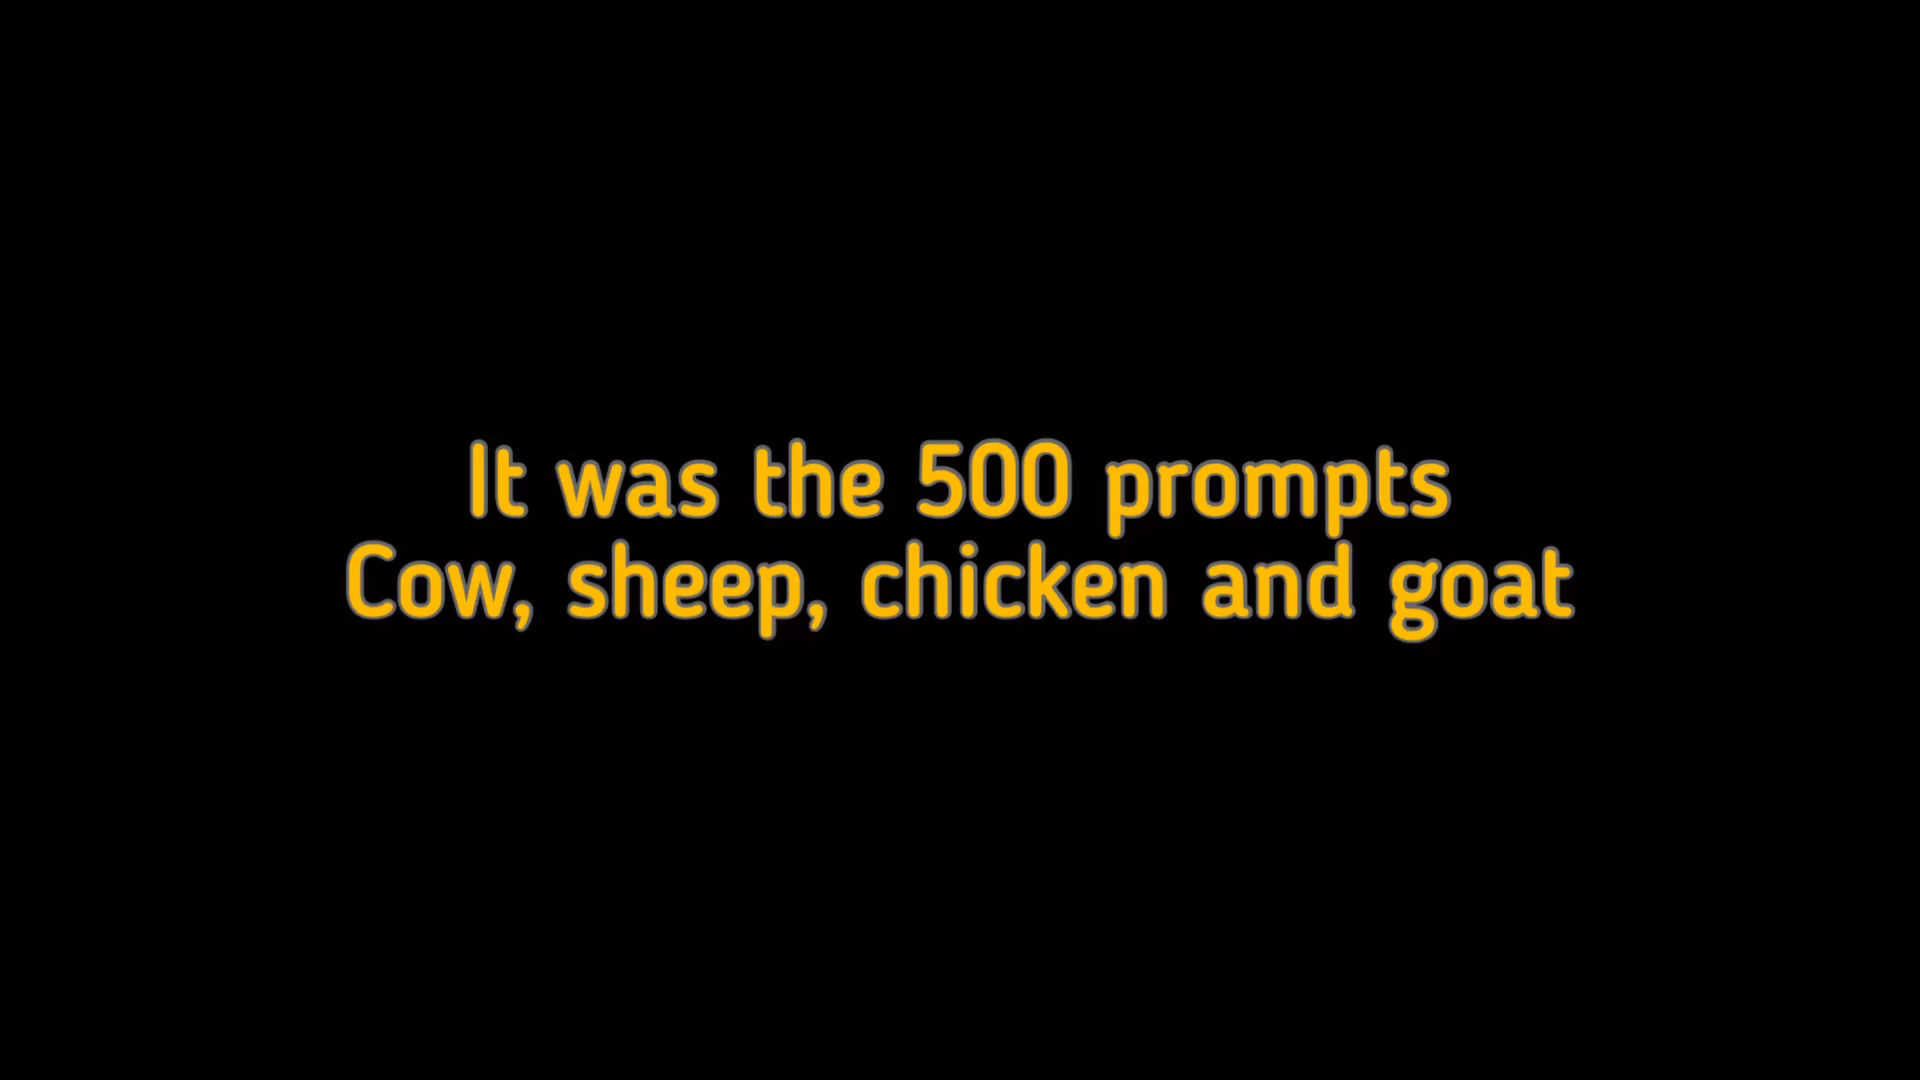 It was the 500 prompts
Cow, sheep, chicken and goat